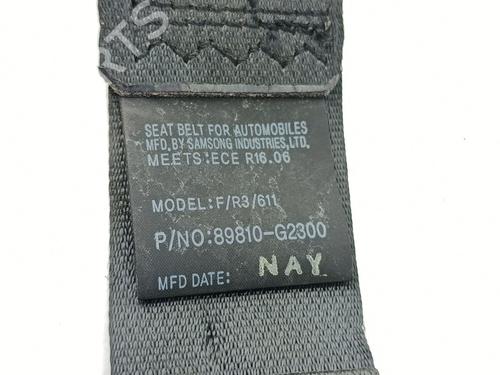 PARTS
SEAT BELT FOR AUTOMOBILES
MFD. BY SAMSONG INDUSTRIES,LTD.
MEETS:ECE R16.06
MODEL:F/R3/611
P/NO:89810-G2300
MFD DATE: NAY